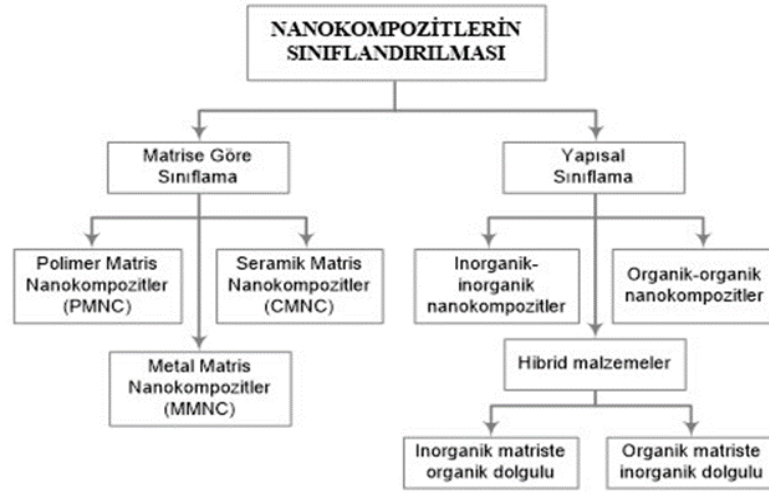 NANOKOMPOZİTLERİN
SINIFLANDIRILMASI
Matrise Göre
Sınıflama
Yapısal
Sınıflama
Polimer Matris
Nanokompozitler
(PMNC)
Seramik Matris
Nanokompozitler
(CMNC)
Inorganik-
inorganik
nanokompozitler
Organik-organik
nanokompozitler
Metal Matris
Nanokompozitler
(MMNC)
Hibrid malzemeler
Inorganik matriste
organik dolgulu
Organik matriste
inorganik dolgulu